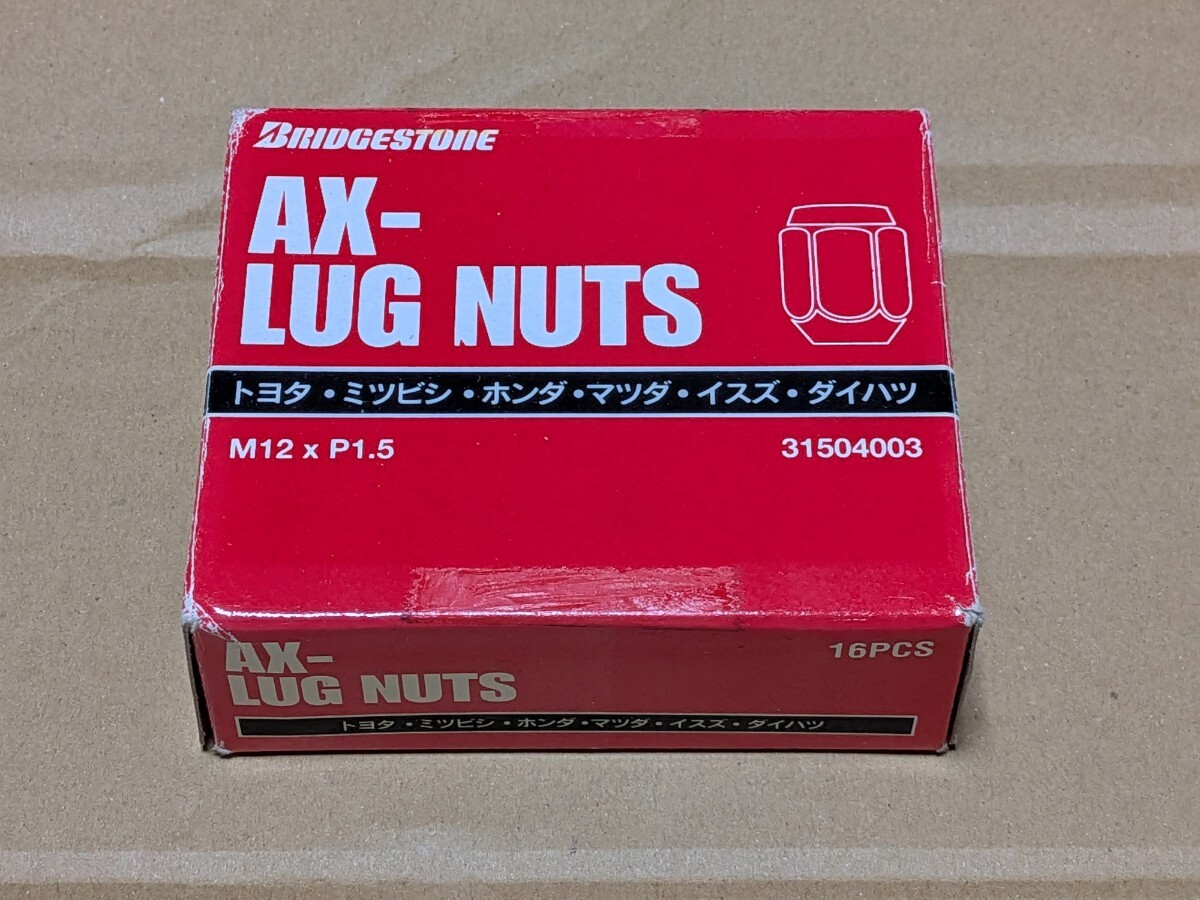 BRIDGESTONE
AX-
LUG NUTS
トヨタ・ミツビシ・ホンダ・マツダ・イスズ・ダイハツ
M12 x P1.5
31504003
AX-
LUG NUTS
16PCS
トヨタ・ミツビシ・ホンダ・マツダ・イスズ・ダイハツ